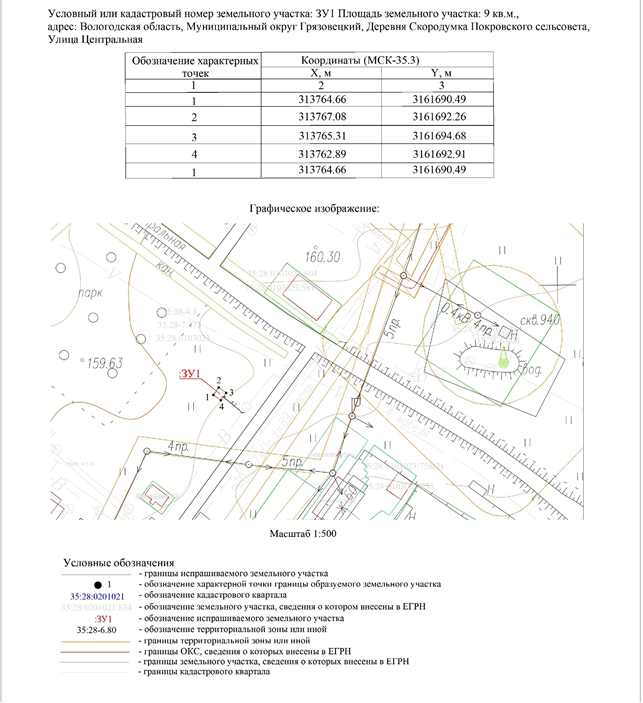 Условный или кадастровый номер земельного участка: ЗУ1 Площадь земельного участка: 9 кв.м.,
адрес: Вологодская область, Муниципальный округ Грязовецкий, Деревня Скородумка Покровского сельсовета,
Улица Центральная
Обозначение характерных точек Координаты (МСК-35.3)
X, м Y, м
1 2 3
1 313764.66 3161690.49
2 313767.08 3161692.26
3 313765.31 3161694.68
4 313762.89 3161692.91
1 313764.66 3161690.49
Графическое изображение:
кан.
160.30
парк
159.63
:ЗУ1
2
1 3
4
5пр.
0.4кВ 4пр.
скв.940
Н
вод.
4пр.
5пр.
Н
Масштаб 1:500
Условные обозначения
- границы испрашиваемого земельного участка
1 - обозначение характерной точки границы образуемого земельного участка
35:28:0201021 - обозначение кадастрового квартала
35:28:0201021:834 - обозначение земельного участка, сведения о котором внесены в ЕГРН
:ЗУ1 - обозначение испрашиваемого земельного участка
35:28-6.80 - обозначение территориальной зоны или иной
- границы территориальной зоны или иной
- границы ОКС, сведения о которых внесены в ЕГРН
- границы земельного участка, сведения о которых внесены в ЕГРН
- границы кадастрового квартала